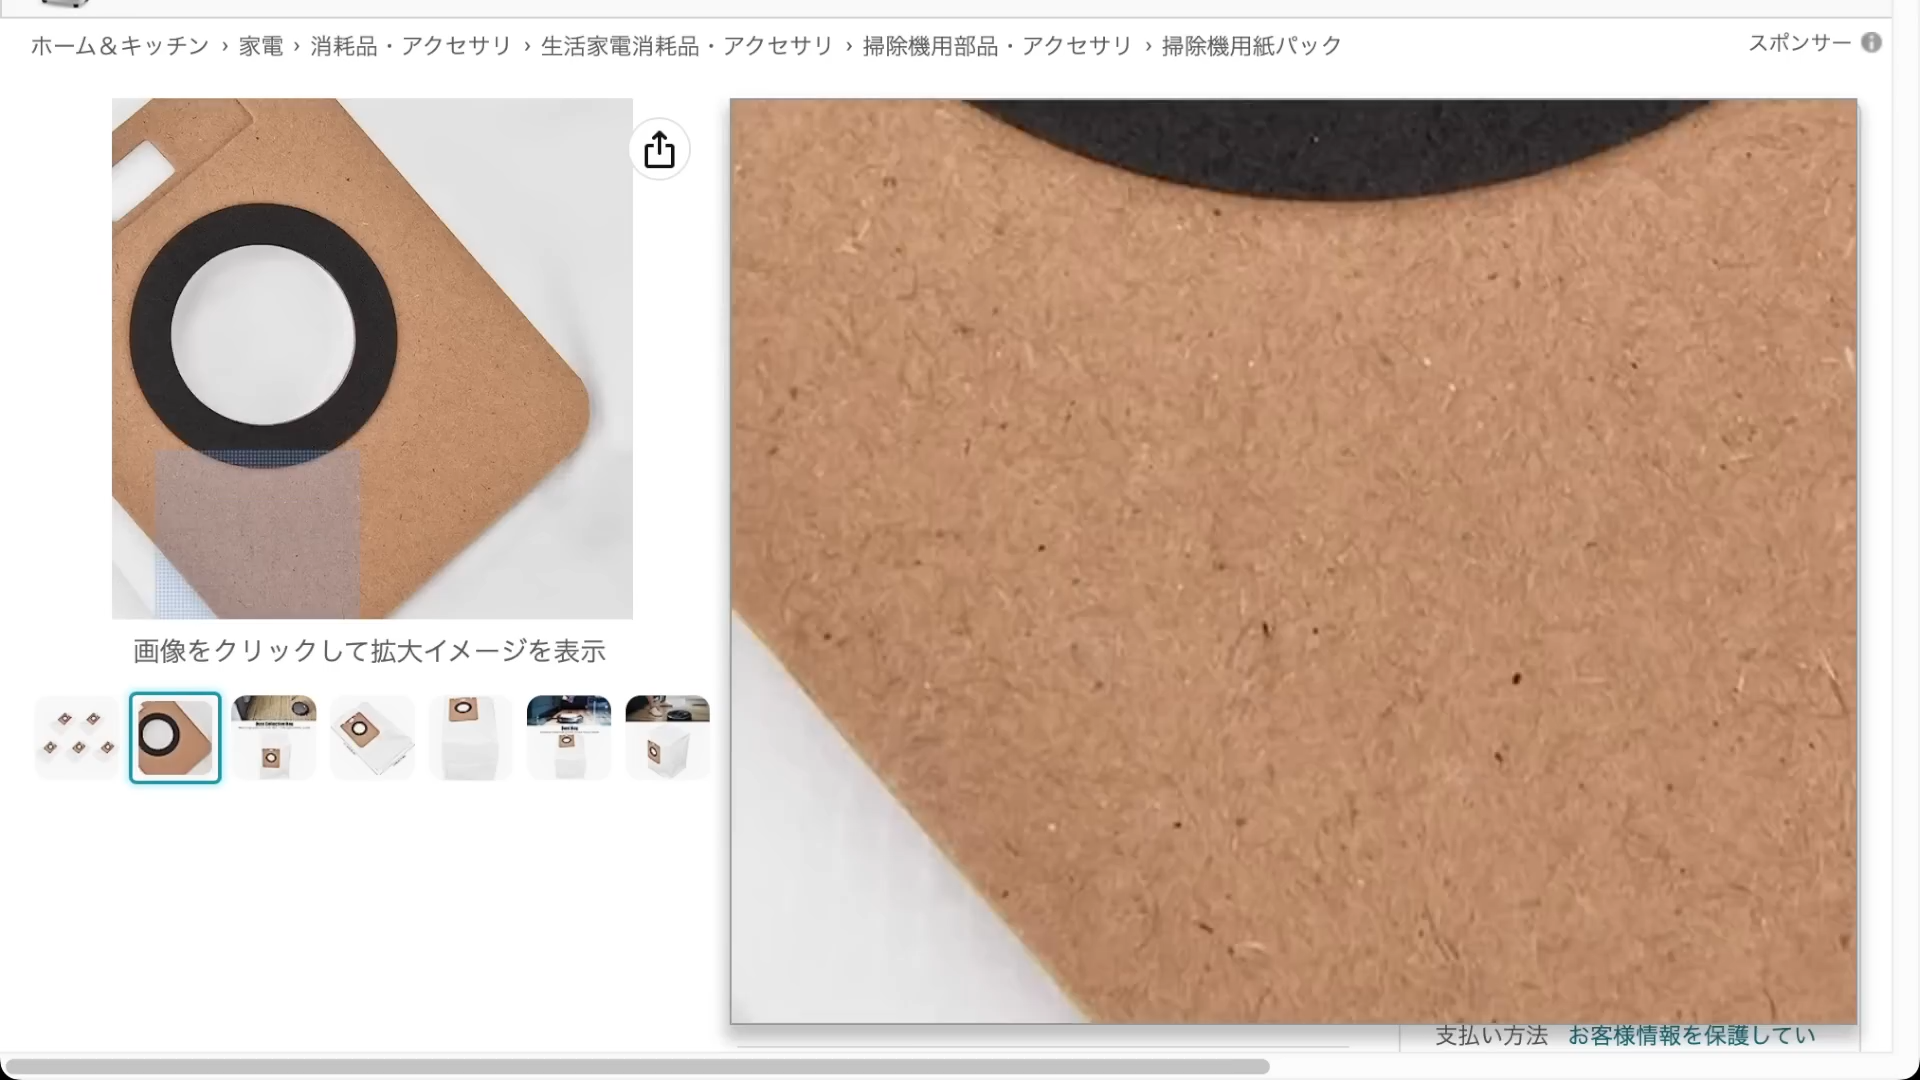 ホーム＆キッチン › 家電 › 消耗品・アクセサリ › 生活家電消耗品・アクセサリ › 掃除機用部品・アクセサリ › 掃除機用紙パック
スポンサー
画像をクリックして拡大イメージを表示
支払い方法 お客様情報を保護してい